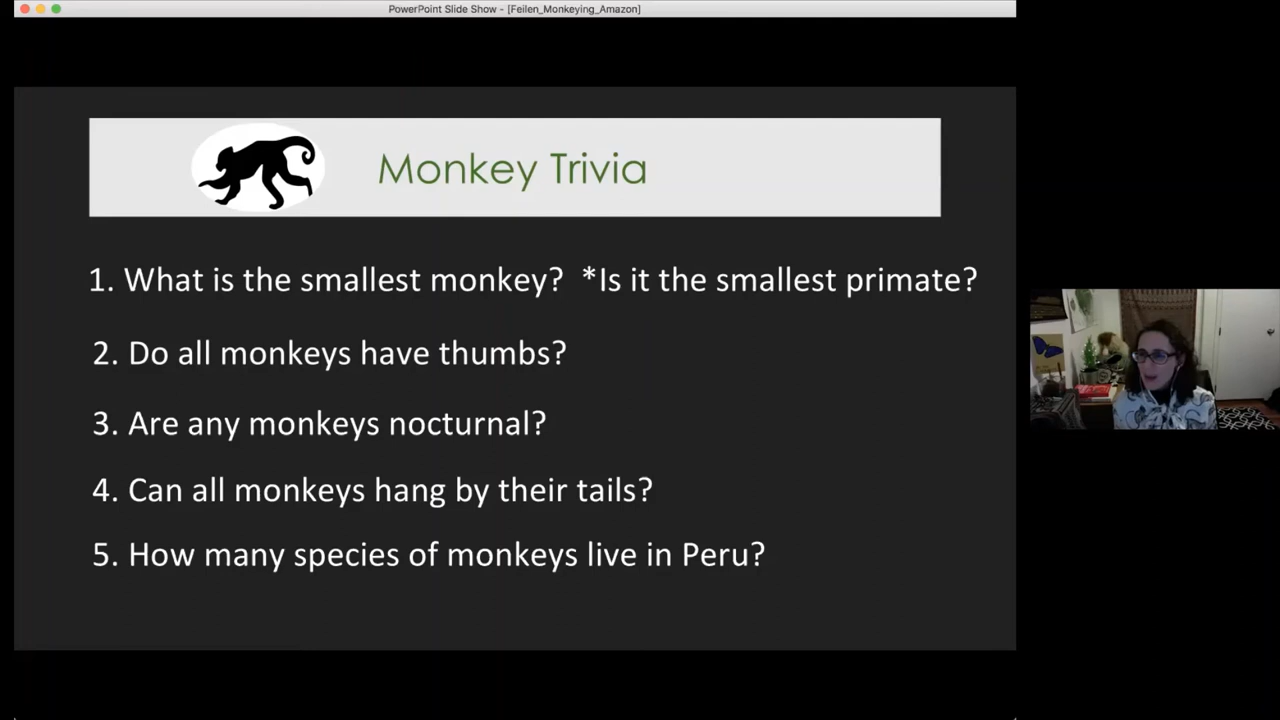 PowerPoint Slide Show - [Feilen_Monkeying_Amazon]
Monkey Trivia
1. What is the smallest monkey? *Is it the smallest primate?
2. Do all monkeys have thumbs?
3. Are any monkeys nocturnal?
4. Can all monkeys hang by their tails?
5. How many species of monkeys live in Peru?